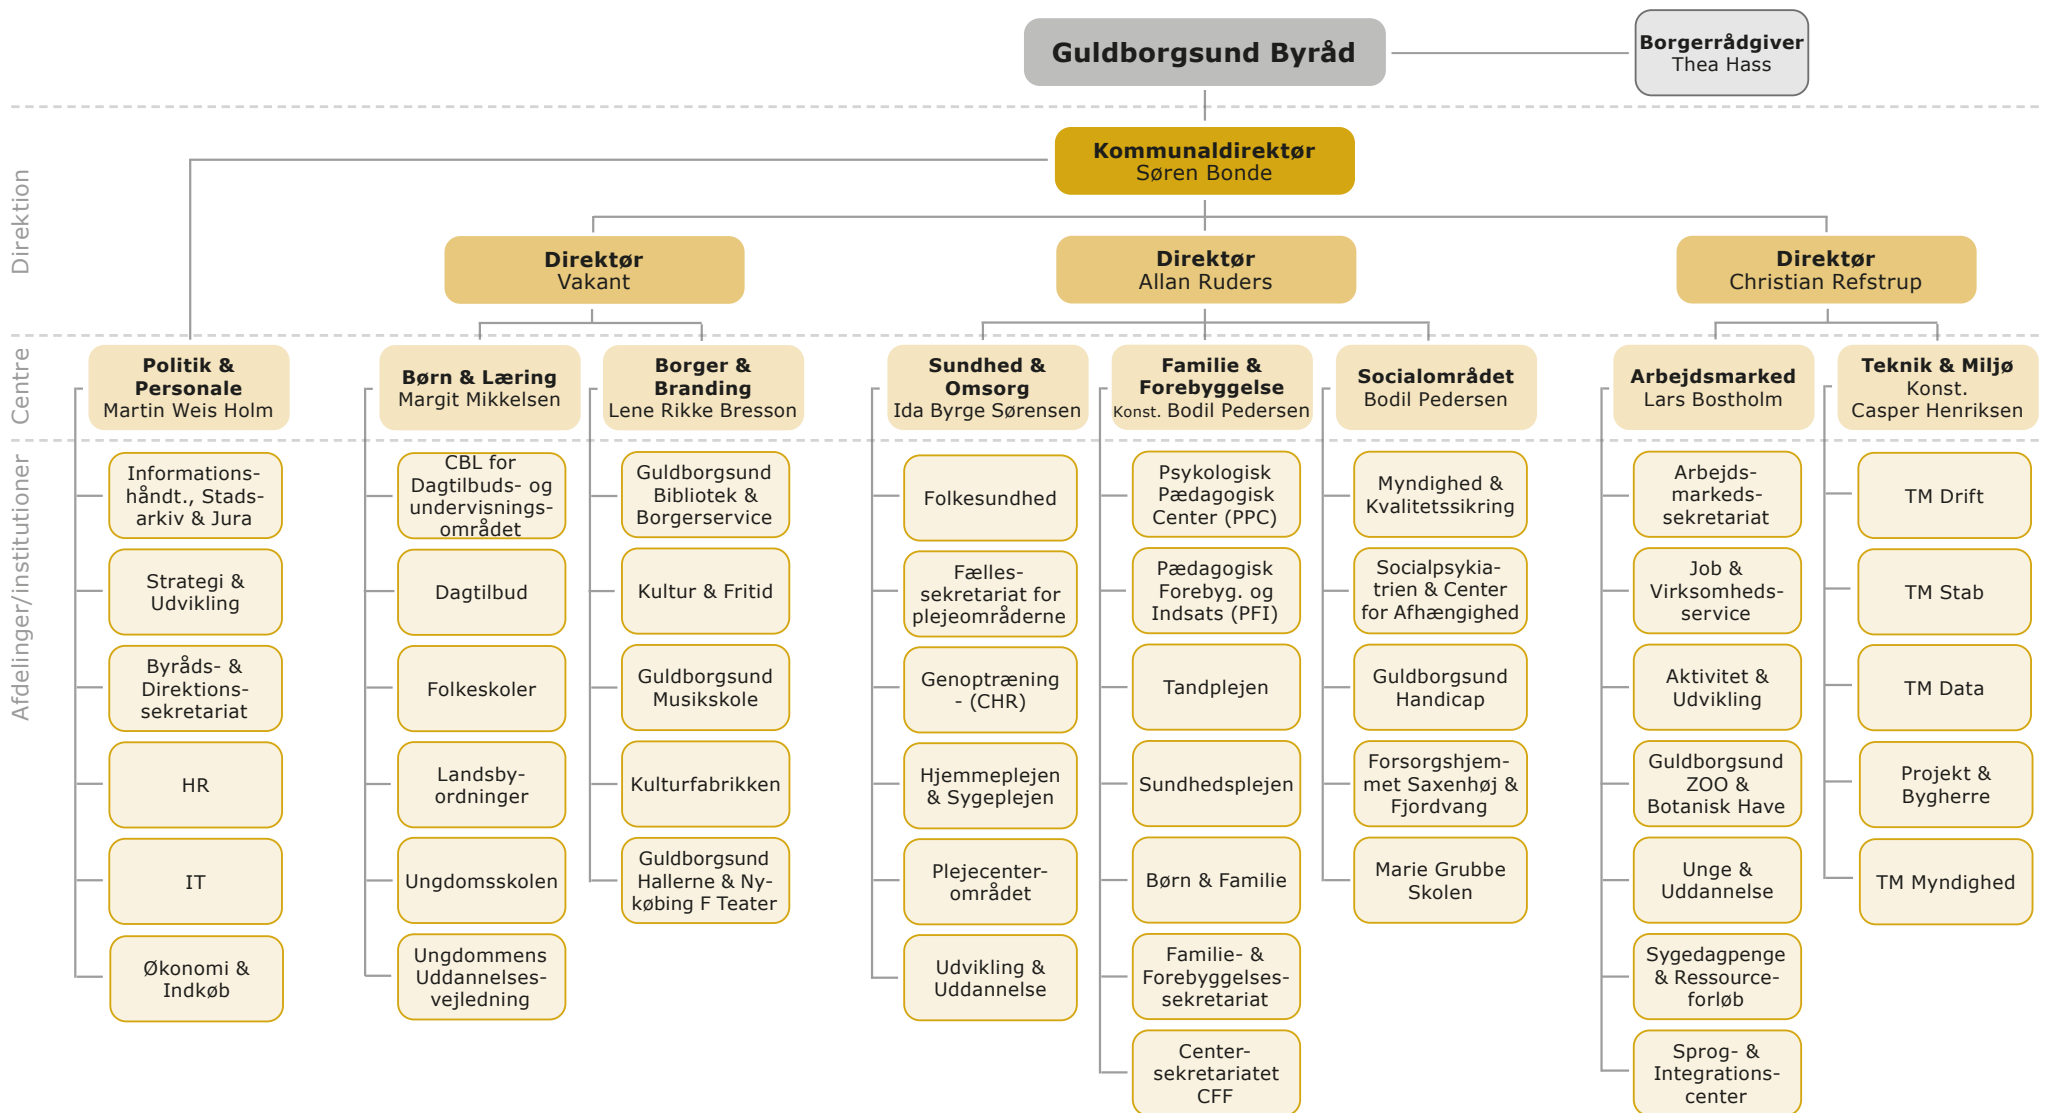 Guldborgsund Byråd
Borgerrådgiver
Thea Hass
Direktion
Kommunaldirektør
Søren Bonde
Direktør
Vakant
Direktør
Allan Ruders
Direktør
Christian Refstrup
Centre
Politik &
Personale
Martin Weis Holm
Børn & Læring
Margit Mikkelsen
Borger &
Branding
Lene Rikke Bresson
Sundhed &
Omsorg
Ida Byrge Sørensen
Familie &
Forebyggelse
Konst. Bodil Pedersen
Socialområdet
Bodil Pedersen
Arbejdsmarked
Lars Bostholm
Teknik & Miljø
Konst.
Casper Henriksen
Afdelinger/institutioner
Informations-
håndt., Stads-
arkiv & Jura
Strategi &
Udvikling
Byråds- &
Direktions-
sekretariat
HR
IT
Økonomi &
Indkøb
CBL for
Dagtilbuds- og
undervisnings-
området
Dagtilbud
Folkeskoler
Landsby-
ordninger
Ungdomsskolen
Ungdommens
Uddannelses-
vejledning
Guldborgsund
Bibliotek &
Borgerservice
Kultur & Fritid
Guldborgsund
Musikskole
Kulturfabrikken
Guldborgsund
Hallerne & Ny-
købing F Teater
Folkesundhed
Fælles-
sekretariat for
plejeområderne
Genoptræning
- (CHR)
Hjemmeplejen
& Sygeplejen
Plejecenter-
området
Udvikling &
Uddannelse
Psykologisk
Pædagogisk
Center (PPC)
Pædagogisk
Forebyg. og
Indsats (PFI)
Tandplejen
Sundhedsplejen
Børn & Familie
Familie- &
Forebyggelses-
sekretariat
Center-
sekretariatet
CFF
Myndighed &
Kvalitetssikring
Socialpsykia-
trien & Center
for Afhængighed
Guldborgsund
Handicap
Forsorgshjem-
met Saxenhøj &
Fjordvang
Marie Grubbe
Skolen
Arbejds-
markeds-
sekretariat
Job &
Virksomheds-
service
Aktivitet &
Udvikling
Guldborgsund
ZOO &
Botanisk Have
Unge &
Uddannelse
Sygedagpenge
& Ressource-
forløb
Sprog- &
Integrations-
center
TM Drift
TM Stab
TM Data
Projekt &
Bygherre
TM Myndighed